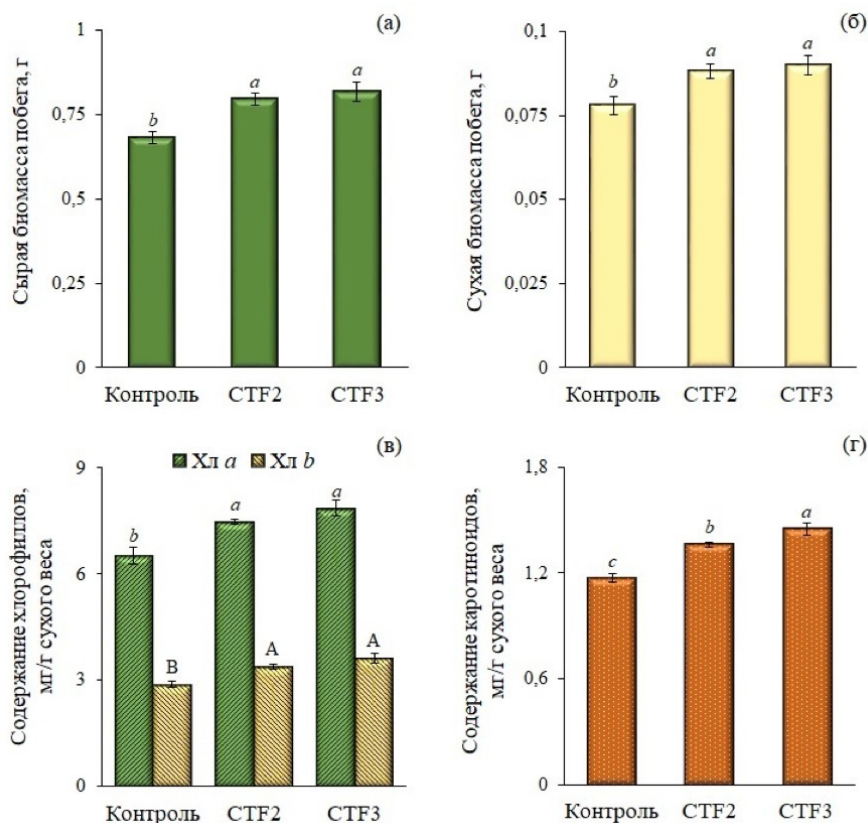 (а)
Сырая биомасса побега, г
1
0,75
0,5
0,25
0
b
a
a
Контроль CTF2 CTF3
(б)
Сухая биомасса побега, г
0,1
0,075
0,05
0,025
0
b
a
a
Контроль CTF2 CTF3
(в)
Хл a Хл b
Содержание хлорофиллов,
мг/г сухого веса
9
6
3
0
b
a
a
B
A
A
Контроль CTF2 CTF3
(г)
Содержание каротиноидов,
мг/г сухого веса
1,8
1,2
0,6
0
c
b
a
Контроль CTF2 CTF3